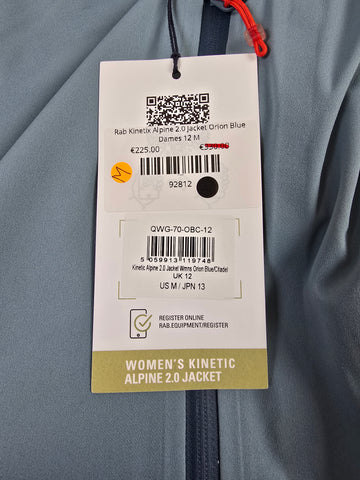 Rab Kinetix Alpine 2.0 Jacket Orion Blue
Dames 12 M
€225.00
M
92812
QWG-70-OBC-12
5 059913 119748
Kinetic Alpine 2.0 Jacket Wmns Orion Blue/Citadel
UK 12
US M / JPN 13
REGISTER ONLINE
RAB.EQUIPMENT/REGISTER
WOMEN'S KINETIC
ALPINE 2.0 JACKET